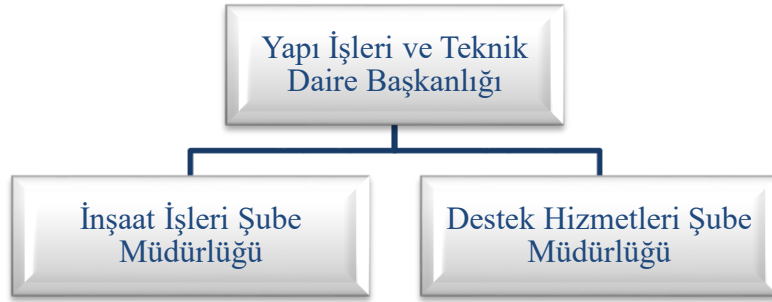 Yapı İşleri ve Teknik
Daire Başkanlığı
İnşaat İşleri Şube
Müdürlüğü
Destek Hizmetleri Şube
Müdürlüğü